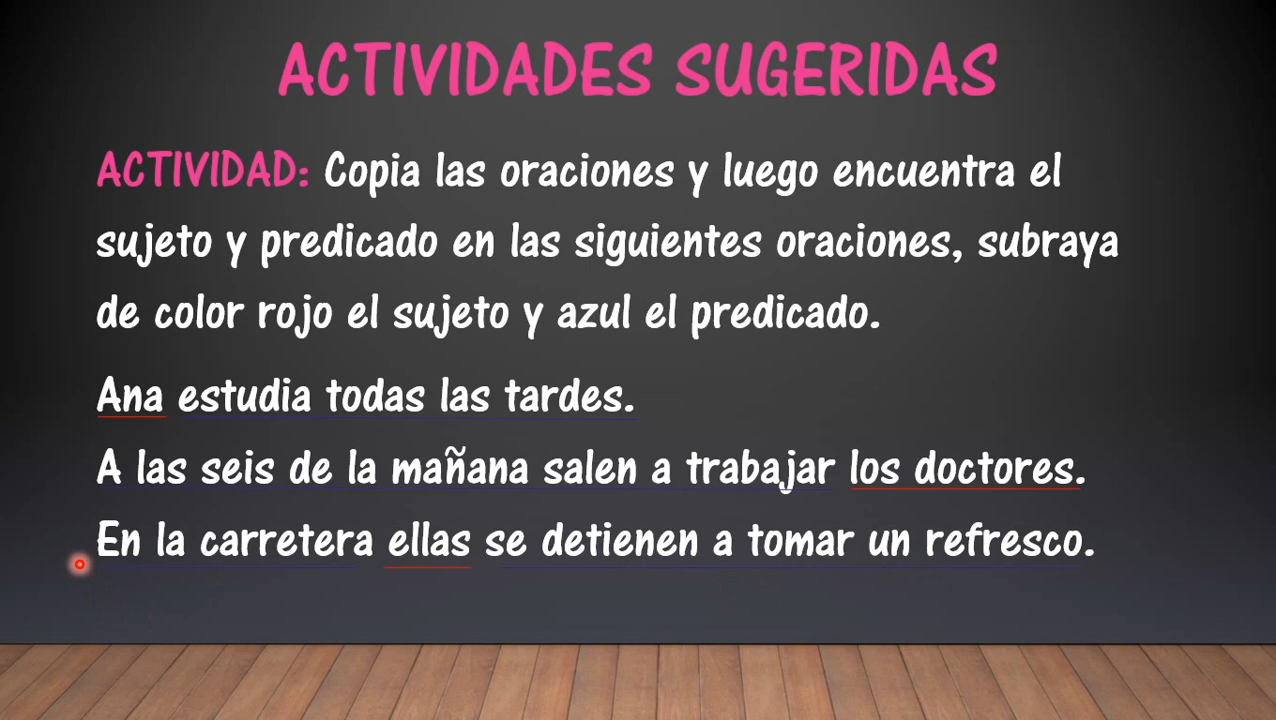 ACTIVIDADES SUGERIDAS
ACTIVIDAD: Copia las oraciones y luego encuentra el
sujeto y predicado en las siguientes oraciones, subraya
de color rojo el sujeto y azul el predicado.
Ana estudia todas las tardes.
A las seis de la mañana salen a trabajar los doctores.
En la carretera ellas se detienen a tomar un refresco.